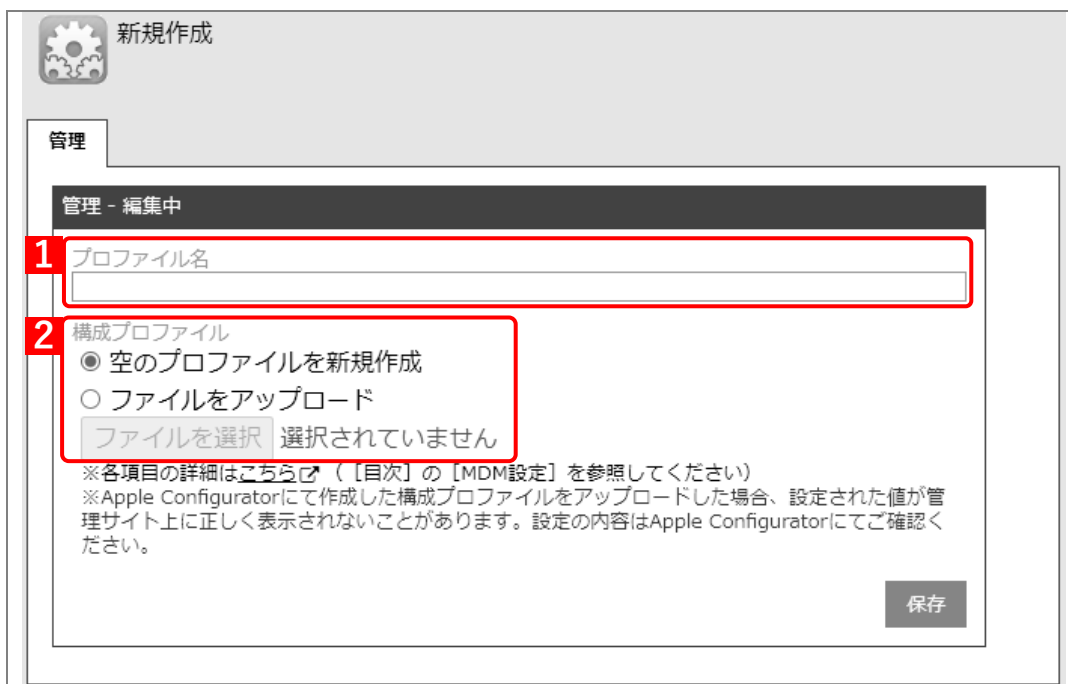 新規作成
管理
管理 - 編集中
1
プロファイル名
2
構成プロファイル
空のプロファイルを新規作成
ファイルをアップロード
ファイルを選択 選択されていません
※各項目の詳細はこちら（［目次］の［MDM設定］を参照してください）
※Apple Configuratorにて作成した構成プロファイルをアップロードした場合、設定された値が管
理サイト上に正しく表示されないことがあります。設定の内容はApple Configuratorにてご確認く
ださい。
保存